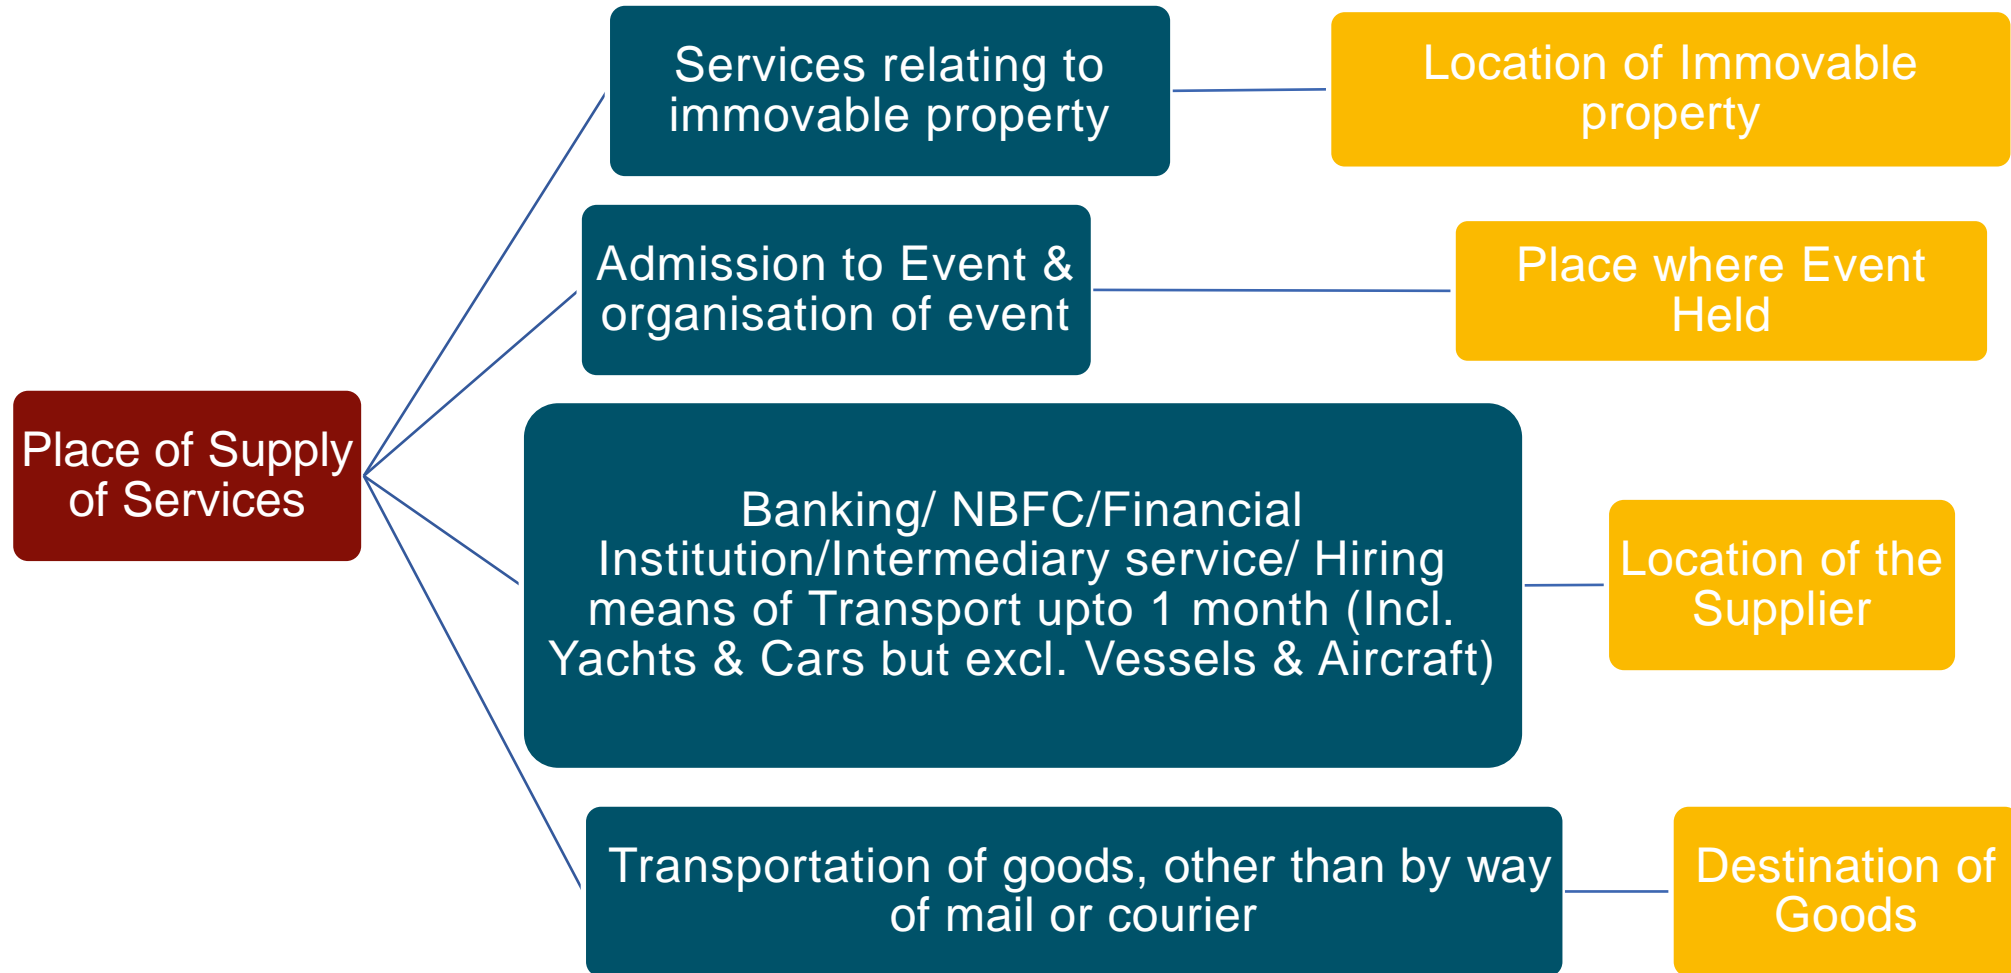 Services relating to
immovable property
Location of Immovable
property
Admission to Event &
organisation of event
Place where Event
Held
Place of Supply
of Services
Banking/ NBFC/Financial
Institution/Intermediary service/ Hiring
means of Transport upto 1 month (Incl.
Yachts & Cars but excl. Vessels & Aircraft)
Location of the
Supplier
Transportation of goods, other than by way
of mail or courier
Destination of
Goods